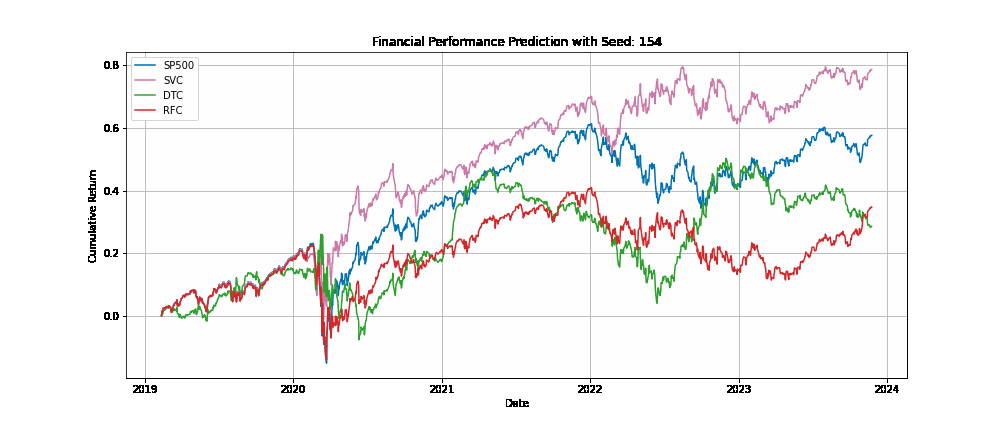 Financial Performance Prediction with Seed: 154
SP500
SVC
DTC
RFC
Cumulative Return
0.8
0.6
0.4
0.2
0.0
2019 2020 2021 2022 2023 2024
Date